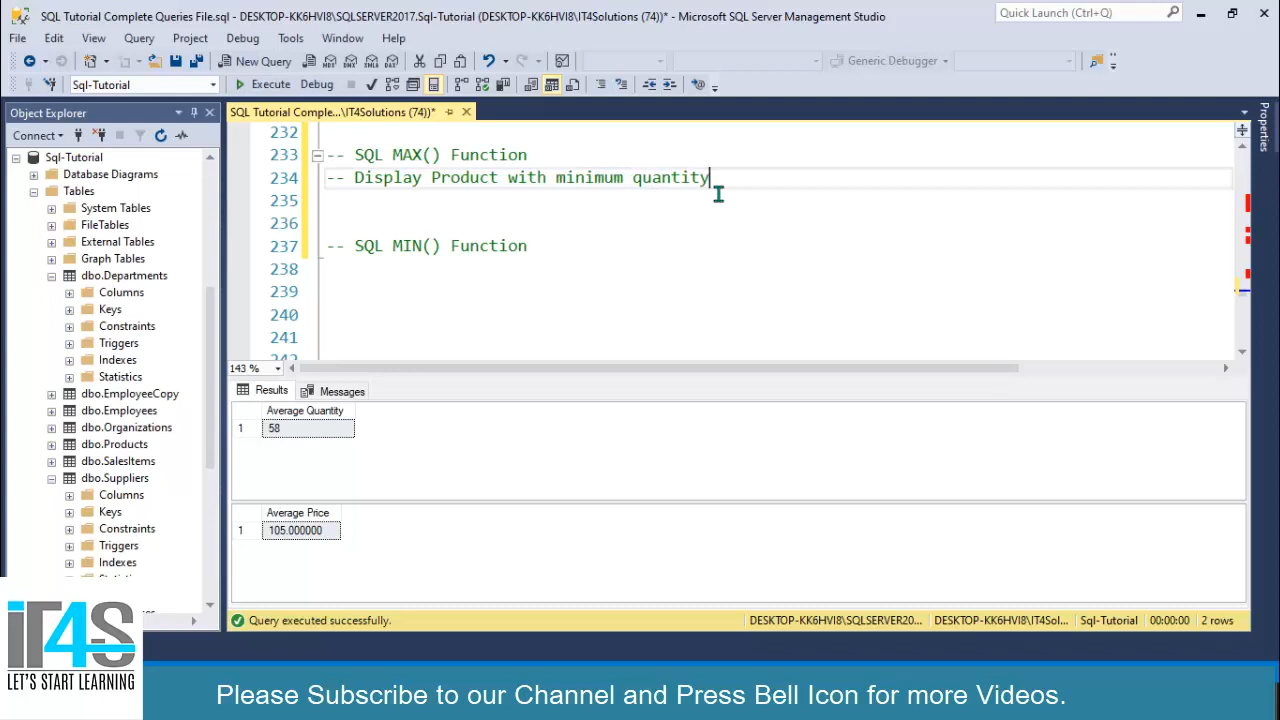 SQL Tutorial Complete Queries File.sql - DESKTOP-KK6HVI8\SQLSERVER2017.Sql-Tutorial (DESKTOP-KK6HVI8\IT4Solutions (74))* - Microsoft SQL Server Management Studio
Quick Launch (Ctrl+Q)
File Edit View Query Project Debug Tools Window Help
New Query
Generic Debugger
Sql-Tutorial
Execute Debug
Object Explorer
SQL Tutorial Comple...\IT4Solutions (74))*
Properties
Connect
Sql-Tutorial
Database Diagrams
Tables
System Tables
FileTables
External Tables
Graph Tables
dbo.Departments
Columns
Keys
Constraints
Triggers
Indexes
Statistics
dbo.EmployeeCopy
dbo.Employees
dbo.Organizations
dbo.Products
dbo.SalesItems
dbo.Suppliers
Columns
Keys
Constraints
Triggers
Indexes
232
233 -- SQL MAX() Function
234 -- Display Product with minimum quantity
235
236
237 -- SQL MIN() Function
238
239
240
241
242
143 %
Results Messages
Average Quantity
1 58
Average Price
1 105.000000
Query executed successfully.
DESKTOP-KK6HVI8\SQLSERVER20... DESKTOP-KK6HVI8\IT4Sol... Sql-Tutorial 00:00:00 2 rows
iT4S
LET'S START LEARNING
Please Subscribe to our Channel and Press Bell Icon for more Videos.